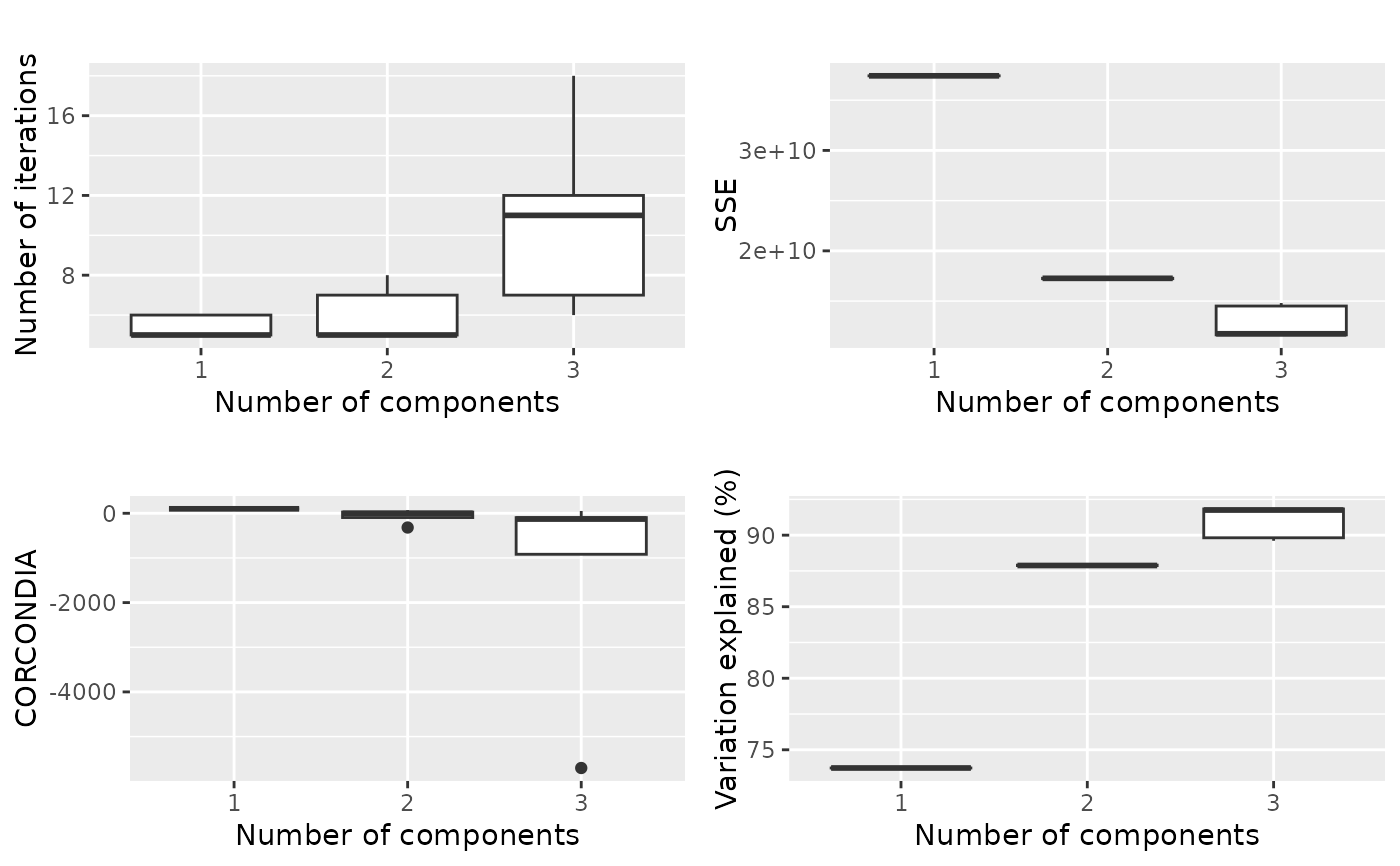 Number of iterations
16
12
8
1
2
3
Number of components
SSE
3e+10
2e+10
1
2
3
Number of components
CORCONDIA
0
-2000
-4000
1
2
3
Number of components
Variation explained (%)
90
85
80
75
1
2
3
Number of components